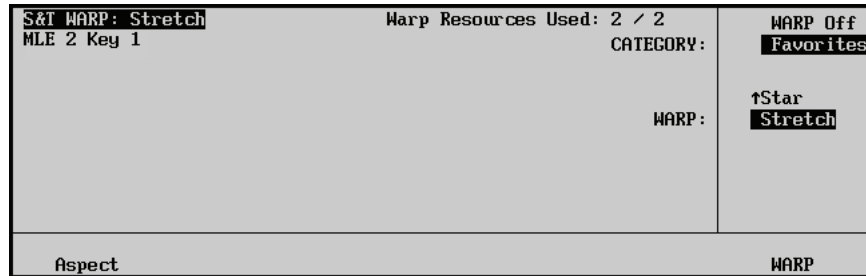 S&T WARP: Stretch Warp Resources Used: 2 / 2 WARP Off
MLE 2 Key 1 CATEGORY: Favorites
↑Star
WARP: Stretch
Aspect WARP